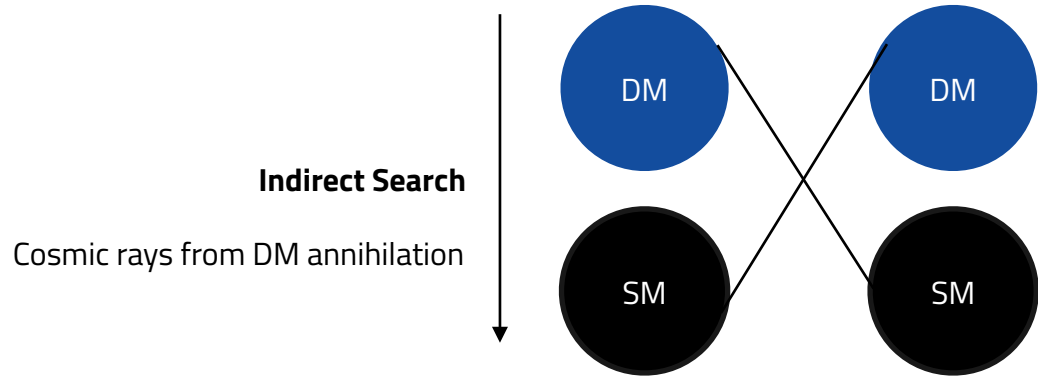 DM DM
Indirect Search
Cosmic rays from DM annihilation
SM SM